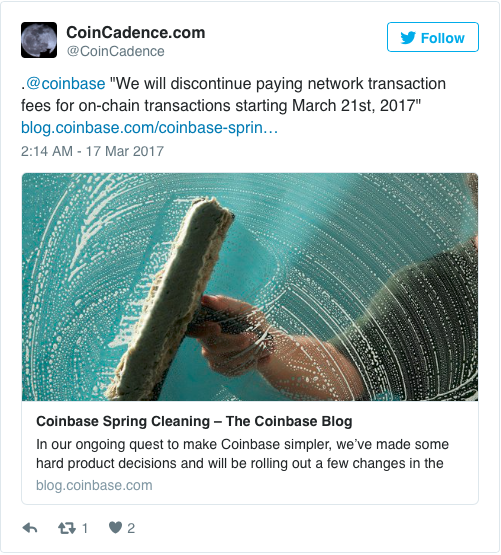 CoinCadence.com
@CoinCadence
Follow
.@coinbase "We will discontinue paying network transaction
fees for on-chain transactions starting March 21st, 2017"
blog.coinbase.com/coinbase-sprin…
2:14 AM - 17 Mar 2017
Coinbase Spring Cleaning – The Coinbase Blog
In our ongoing quest to make Coinbase simpler, we’ve made some
hard product decisions and will be rolling out a few changes in the
blog.coinbase.com
1
2